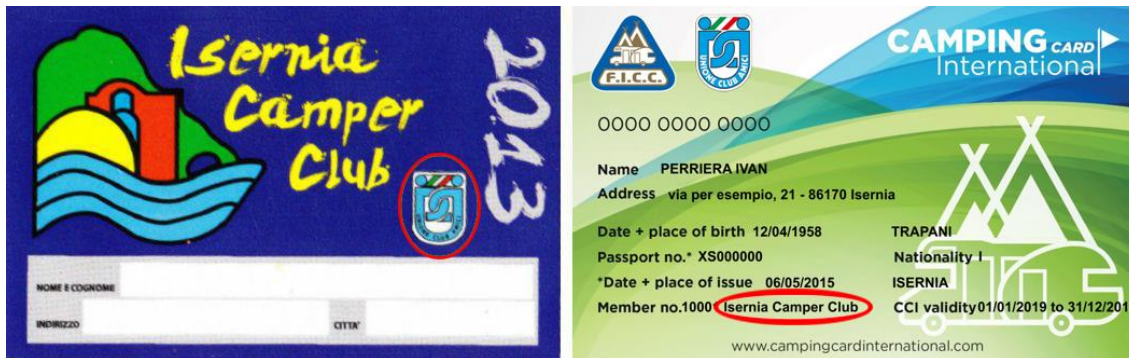 Isernia
Camper
Club
2013
UNIONE CLUB AMICI
NOME E COGNOME
INDIRIZZO
CITTA'
F.I.C.C.
UNIONE CLUB AMICI
CAMPING CARD
International
0000 0000 0000
Name PERRIERA IVAN
Address via per esempio, 21 - 86170 Isernia
Date + place of birth 12/04/1958 TRAPANI
Passport no.* XS000000 Nationality I
*Date + place of issue 06/05/2015 ISERNIA
Member no.1000 Isernia Camper Club CCI validity 01/01/2019 to 31/12/201
www.campingcardinternational.com